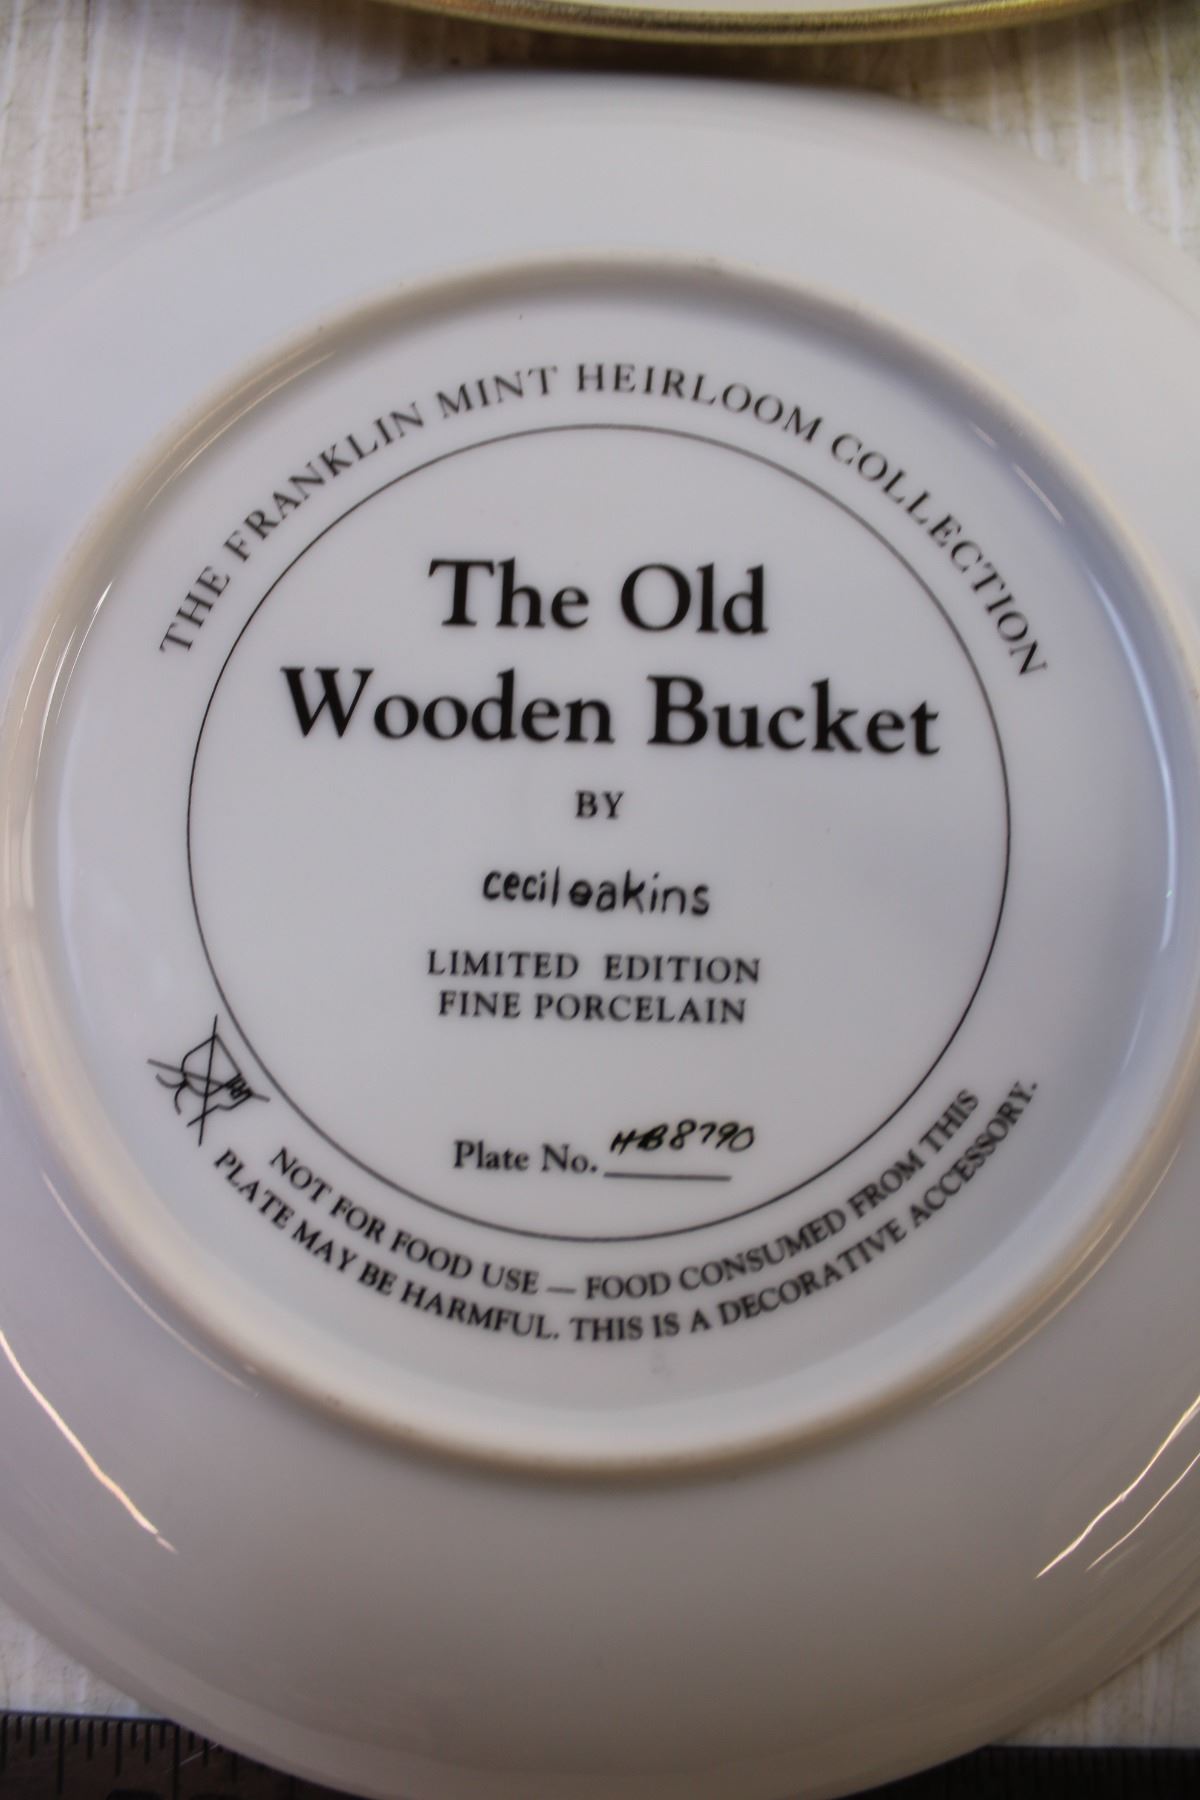 THE FRANKLIN MINT HEIRLOOM COLLECTION
The Old
Wooden Bucket
BY
cecil eakins
LIMITED EDITION
FINE PORCELAIN
Plate No. HB8790
NOT FOR FOOD USE — FOOD CONSUMED FROM THIS
PLATE MAY BE HARMFUL. THIS IS A DECORATIVE ACCESSORY.